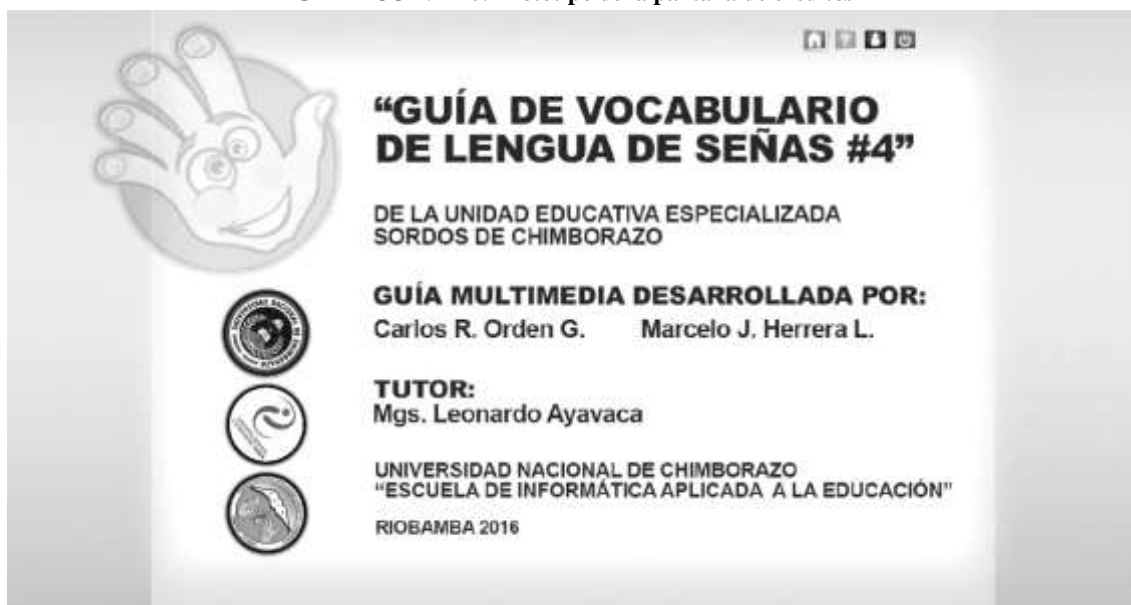 “GUÍA DE VOCABULARIO
DE LENGUA DE SEÑAS #4”
DE LA UNIDAD EDUCATIVA ESPECIALIZADA
SORDOS DE CHIMBORAZO
GUÍA MULTIMEDIA DESARROLLADA POR:
Carlos R. Orden G. Marcelo J. Herrera L.
TUTOR:
Mgs. Leonardo Ayavaca
UNIVERSIDAD NACIONAL DE CHIMBORAZO
“ESCUELA DE INFORMÁTICA APLICADA A LA EDUCACIÓN”
RIOBAMBA 2016